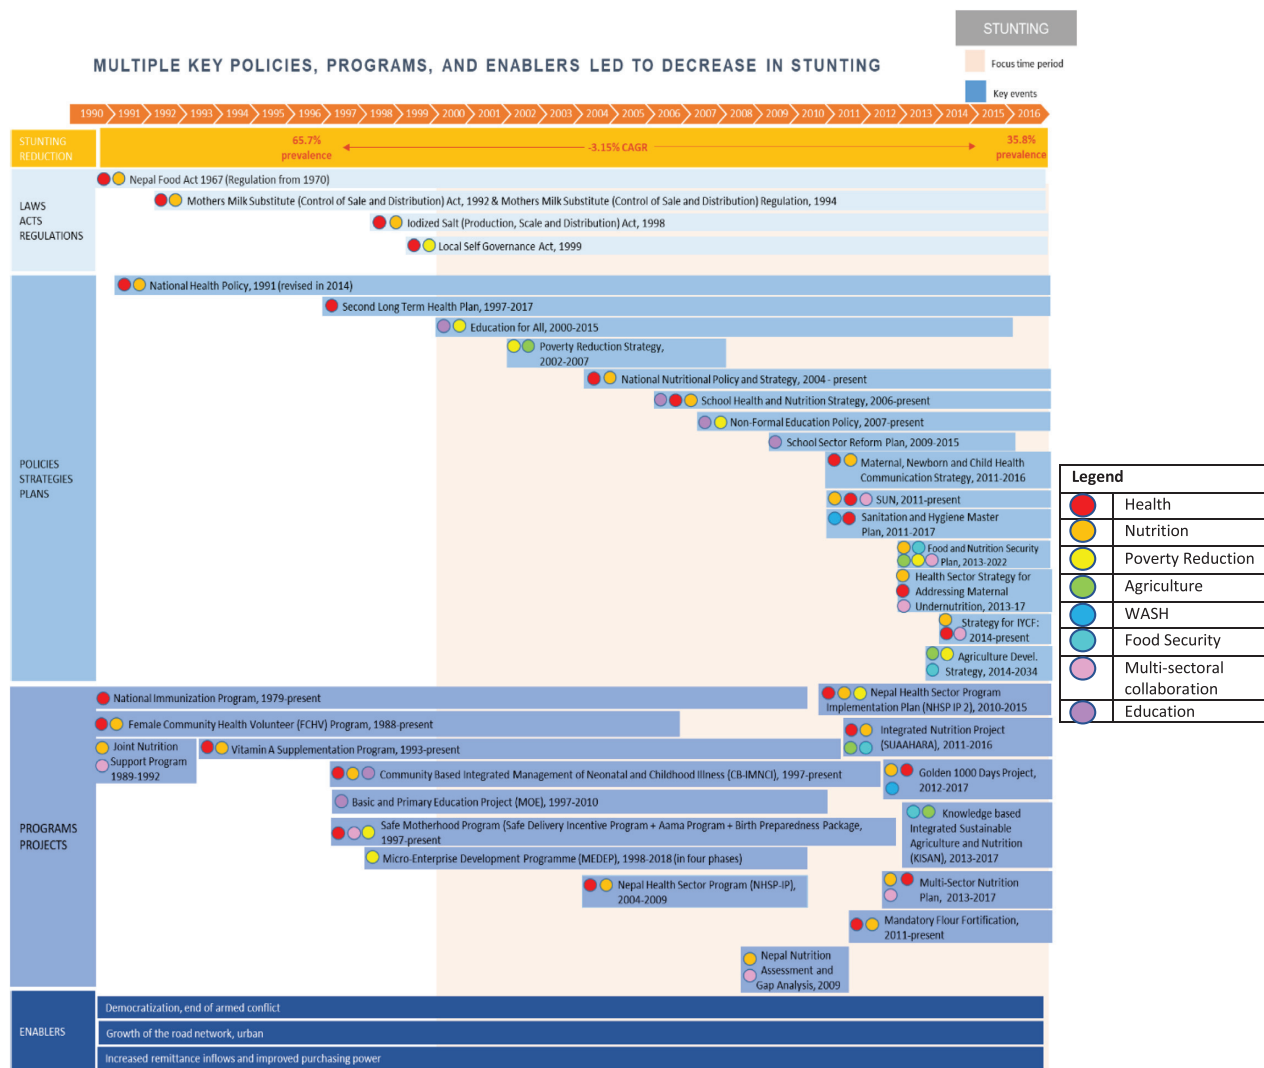 STUNTING
MULTIPLE KEY POLICIES, PROGRAMS, AND ENABLERS LED TO DECREASE IN STUNTING
Focus time period
Key events
1990 1991 1992 1993 1994 1995 1996 1997 1998 1999 2000 2001 2002 2003 2004 2005 2006 2007 2008 2009 2010 2011 2012 2013 2014 2015 2016
STUNTING
REDUCTION
65.7%
prevalence
-3.15% CAGR
35.8%
prevalence
LAWS
ACTS
REGULATIONS
Nepal Food Act 1967 (Regulation from 1970)
Mothers Milk Substitute (Control of Sale and Distribution) Act, 1992 & Mothers Milk Substitute (Control of Sale and Distribution) Regulation, 1994
Iodized Salt (Production, Scale and Distribution) Act, 1998
Local Self Governance Act, 1999
POLICIES
STRATEGIES
PLANS
National Health Policy, 1991 (revised in 2014)
Second Long Term Health Plan, 1997-2017
Education for All, 2000-2015
Poverty Reduction Strategy,
2002-2007
National Nutritional Policy and Strategy, 2004 - present
School Health and Nutrition Strategy, 2006-present
Non-Formal Education Policy, 2007-present
School Sector Reform Plan, 2009-2015
Maternal, Newborn and Child Health
Communication Strategy, 2011-2016
SUN, 2011-present
Sanitation and Hygiene Master
Plan, 2011-2017
Food and Nutrition Security
Plan, 2013-2022
Health Sector Strategy for
Addressing Maternal
Undernutrition, 2013-17
Strategy for IYCF:
2014-present
Agriculture Devel.
Strategy, 2014-2034
PROGRAMS
PROJECTS
National Immunization Program, 1979-present
Nepal Health Sector Program
Implementation Plan (NHSP IP 2), 2010-2015
Female Community Health Volunteer (FCHV) Program, 1988-present
Integrated Nutrition Project
(SUAAHARA), 2011-2016
Joint Nutrition
Support Program
1989-1992
Vitamin A Supplementation Program, 1993-present
Community Based Integrated Management of Neonatal and Childhood Illness (CB-IMNCI), 1997-present
Golden 1000 Days Project,
2012-2017
Basic and Primary Education Project (MOE), 1997-2010
Knowledge based
Integrated Sustainable
Agriculture and Nutrition
(KISAN), 2013-2017
Safe Motherhood Program (Safe Delivery Incentive Program + Aama Program + Birth Preparedness Package,
1997-present
Micro-Enterprise Development Programme (MEDEP), 1998-2018 (in four phases)
Nepal Health Sector Program (NHSP-IP),
2004-2009
Multi-Sector Nutrition
Plan, 2013-2017
Mandatory Flour Fortification,
2011-present
Nepal Nutrition
Assessment and
Gap Analysis, 2009
ENABLERS
Democratization, end of armed conflict
Growth of the road network, urban
Increased remittance inflows and improved purchasing power
Legend
Health
Nutrition
Poverty Reduction
Agriculture
WASH
Food Security
Multi-sectoral
collaboration
Education